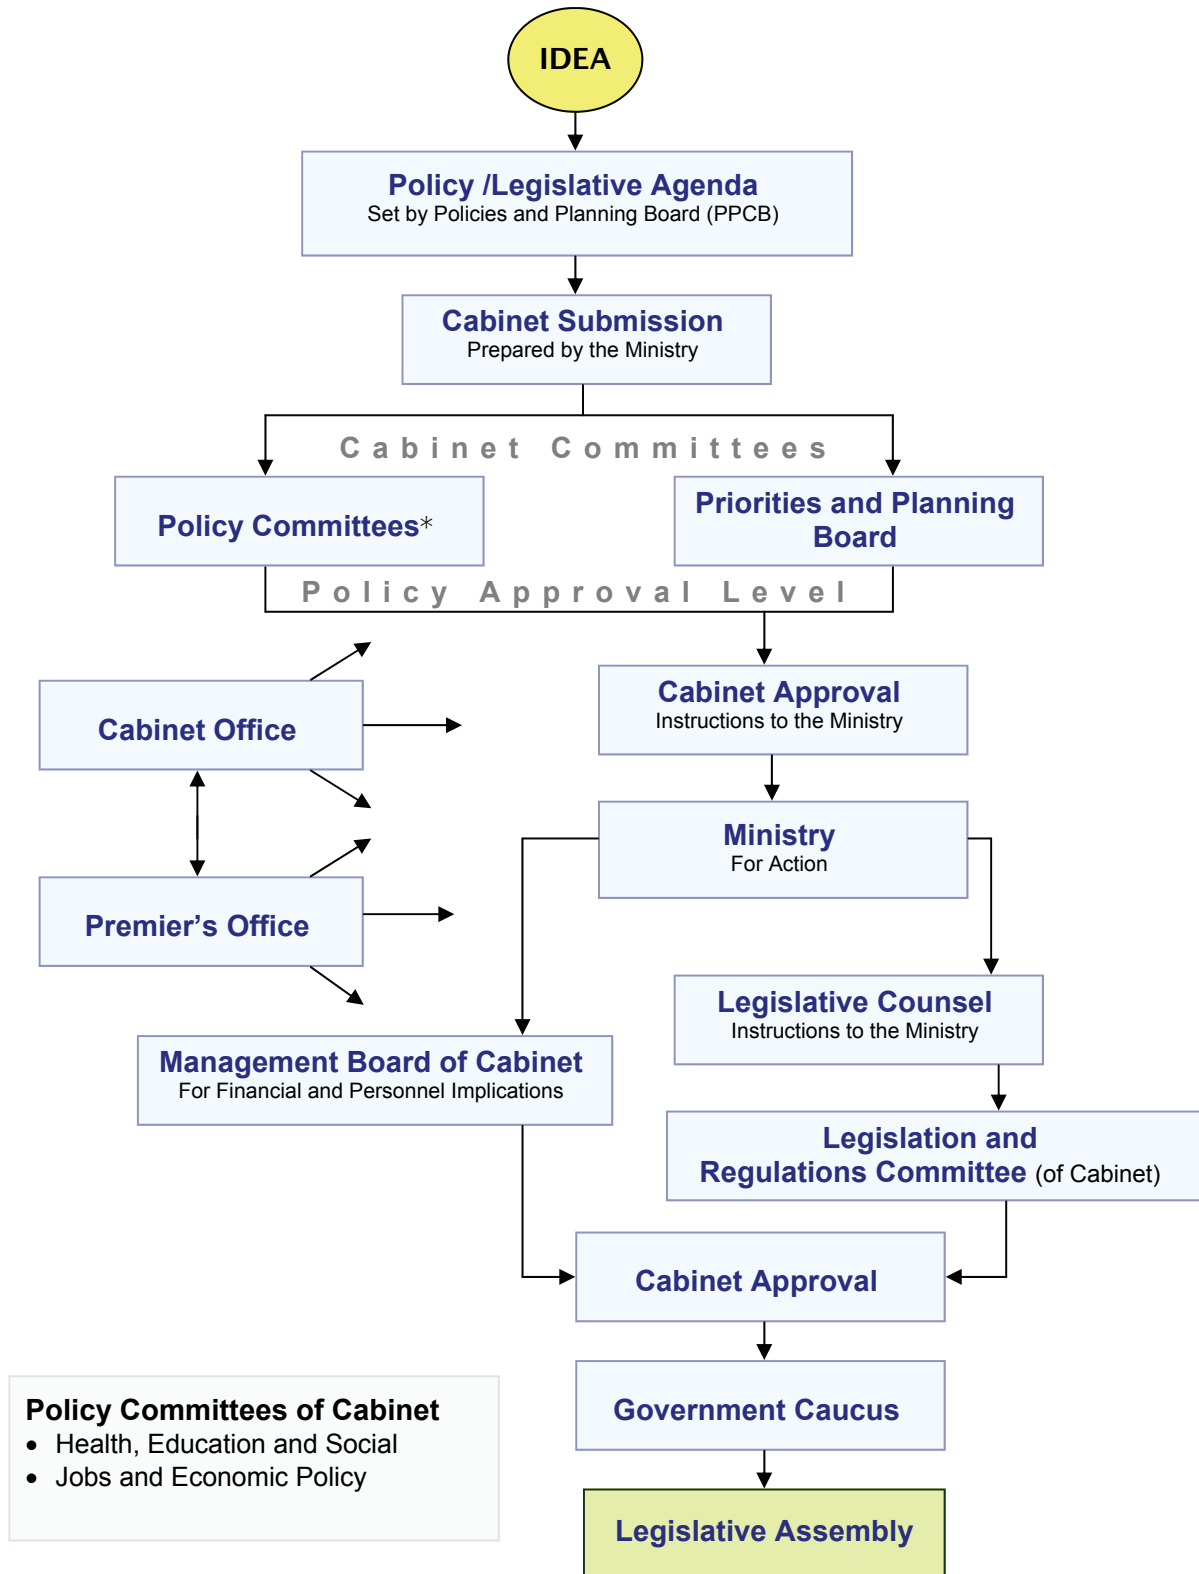 IDEA
Policy /Legislative Agenda
Set by Policies and Planning Board (PPCB)
Cabinet Submission
Prepared by the Ministry
Cabinet Committees
Policy Committees*
Priorities and Planning
Board
Policy Approval Level
Cabinet Office
Cabinet Approval
Instructions to the Ministry
Ministry
For Action
Premier’s Office
Legislative Counsel
Instructions to the Ministry
Management Board of Cabinet
For Financial and Personnel Implications
Legislation and
Regulations Committee (of Cabinet)
Cabinet Approval
Government Caucus
Policy Committees of Cabinet
• Health, Education and Social
• Jobs and Economic Policy
Legislative Assembly